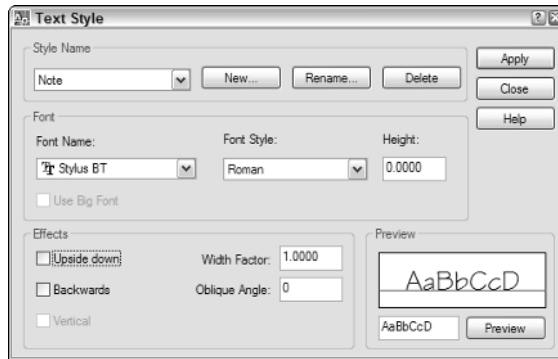 Text Style
Style Name
Note New... Rename... Delete
Apply
Close
Help
Font
Font Name: Font Style: Height:
Stylus BT Roman 0.0000
Use Big Font
Effects
Upside down Width Factor: 1.0000
Backwards Oblique Angle: 0
Vertical
Preview
AaBbCcD
AaBbCcD Preview